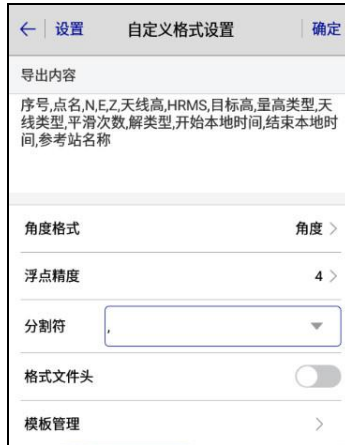 ← 设置 自定义格式设置 确定
导出内容
序号,点名,N,E,Z,天线高,HRMS,目标高,量高类型,天
线类型,平滑次数,解类型,开始本地时间,结束本地时
间,参考站名称
角度格式 角度 >
浮点精度 4 >
分割符 ,
格式文件头
模板管理 >